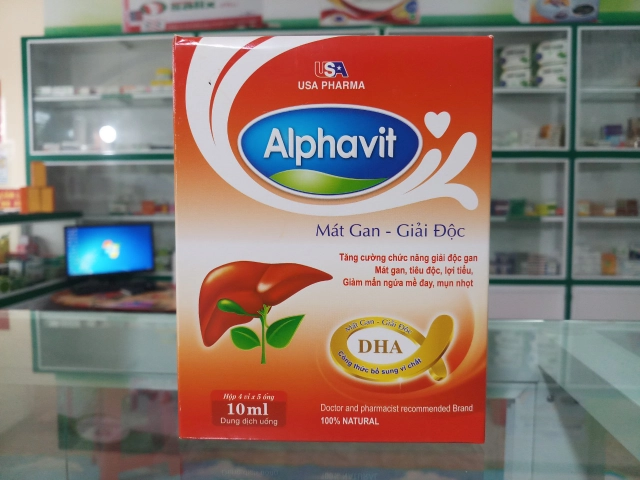 USA
USA PHARMA
Alphavit
Mát Gan - Giải Độc
Tăng cường chức năng giải độc gan
Mát gan, tiêu độc, lợi tiểu,
Giảm mẩn ngứa mề đay, mụn nhọt
Mát Gan - Giải Độc
DHA
Công thức bổ sung vi chất
Hộp 4 vỉ x 5 ống
10ml
Dung dịch uống
Doctor and pharmacist recommended Brand
100% NATURAL